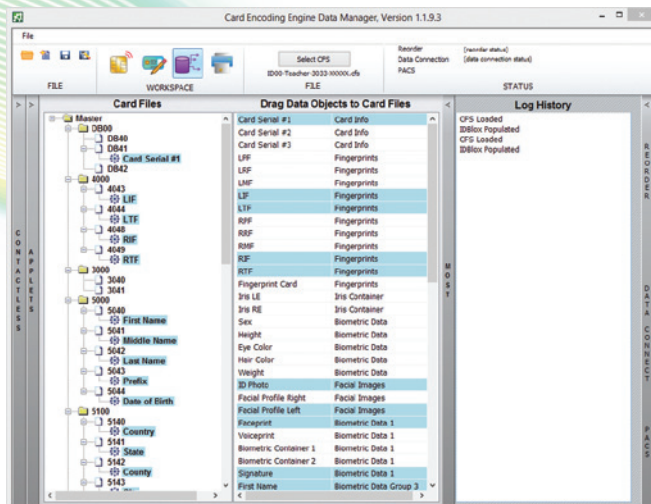 Card Encoding Engine Data Manager, Version 1.1.9.3
File
FILE
WORKSPACE
Select CFS
ID00-Teacher-3033-XXXXX.cfs
FILE
Reorder [reorder status]
Data Connection [data connection status]
PACS
STATUS
CONTACTLESS
APPLETS
Card Files
Master
DB00
DB40
DB41
Card Serial #1
DB42
4000
4043
LIF
4044
LTF
4048
RIF
4049
RTF
3000
3040
3041
5000
5040
First Name
5041
Middle Name
5042
Last Name
5043
Prefix
5044
Date of Birth
5100
5140
Country
5141
State
5142
County
5143
Drag Data Objects to Card Files
Card Serial #1 Card Info
Card Serial #2 Card Info
Card Serial #3 Card Info
LPF Fingerprints
LRF Fingerprints
LMF Fingerprints
LIF Fingerprints
LTF Fingerprints
RPF Fingerprints
RRF Fingerprints
RMF Fingerprints
RIF Fingerprints
RTF Fingerprints
Fingerprint Card Fingerprints
Iris LE Iris Container
Iris RE Iris Container
Sex Biometric Data
Height Biometric Data
Eye Color Biometric Data
Hair Color Biometric Data
Weight Biometric Data
ID Photo Facial Images
Facial Profile Right Facial Images
Facial Profile Left Facial Images
Faceprint Biometric Data 1
Voiceprint Biometric Data 1
Biometric Container 1 Biometric Data 1
Biometric Container 2 Biometric Data 1
Signature Biometric Data 1
First Name Biometric Data Group 3
MOST
Log History
CFS Loaded
IDBlox Populated
CFS Loaded
IDBlox Populated
REORDER
DATA CONNECT
PACS